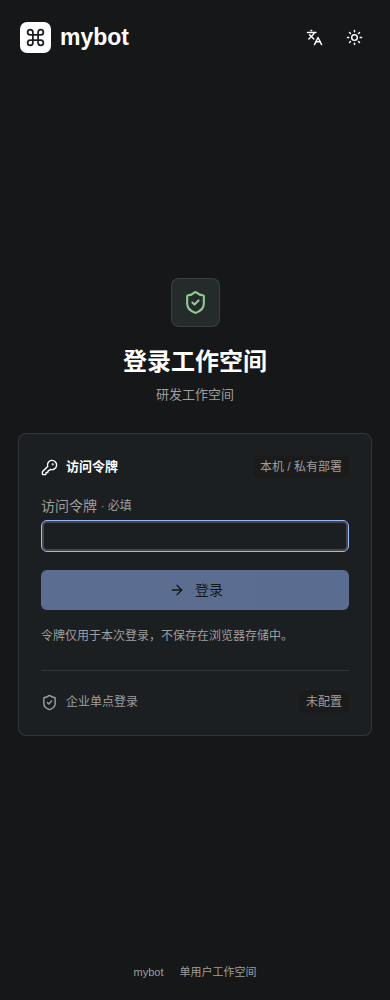 mybot
登录工作空间
研发工作空间
访问令牌
本机 / 私有部署
访问令牌 · 必填
登录
令牌仅用于本次登录，不保存在浏览器存储中。
企业单点登录
未配置
mybot 单用户工作空间